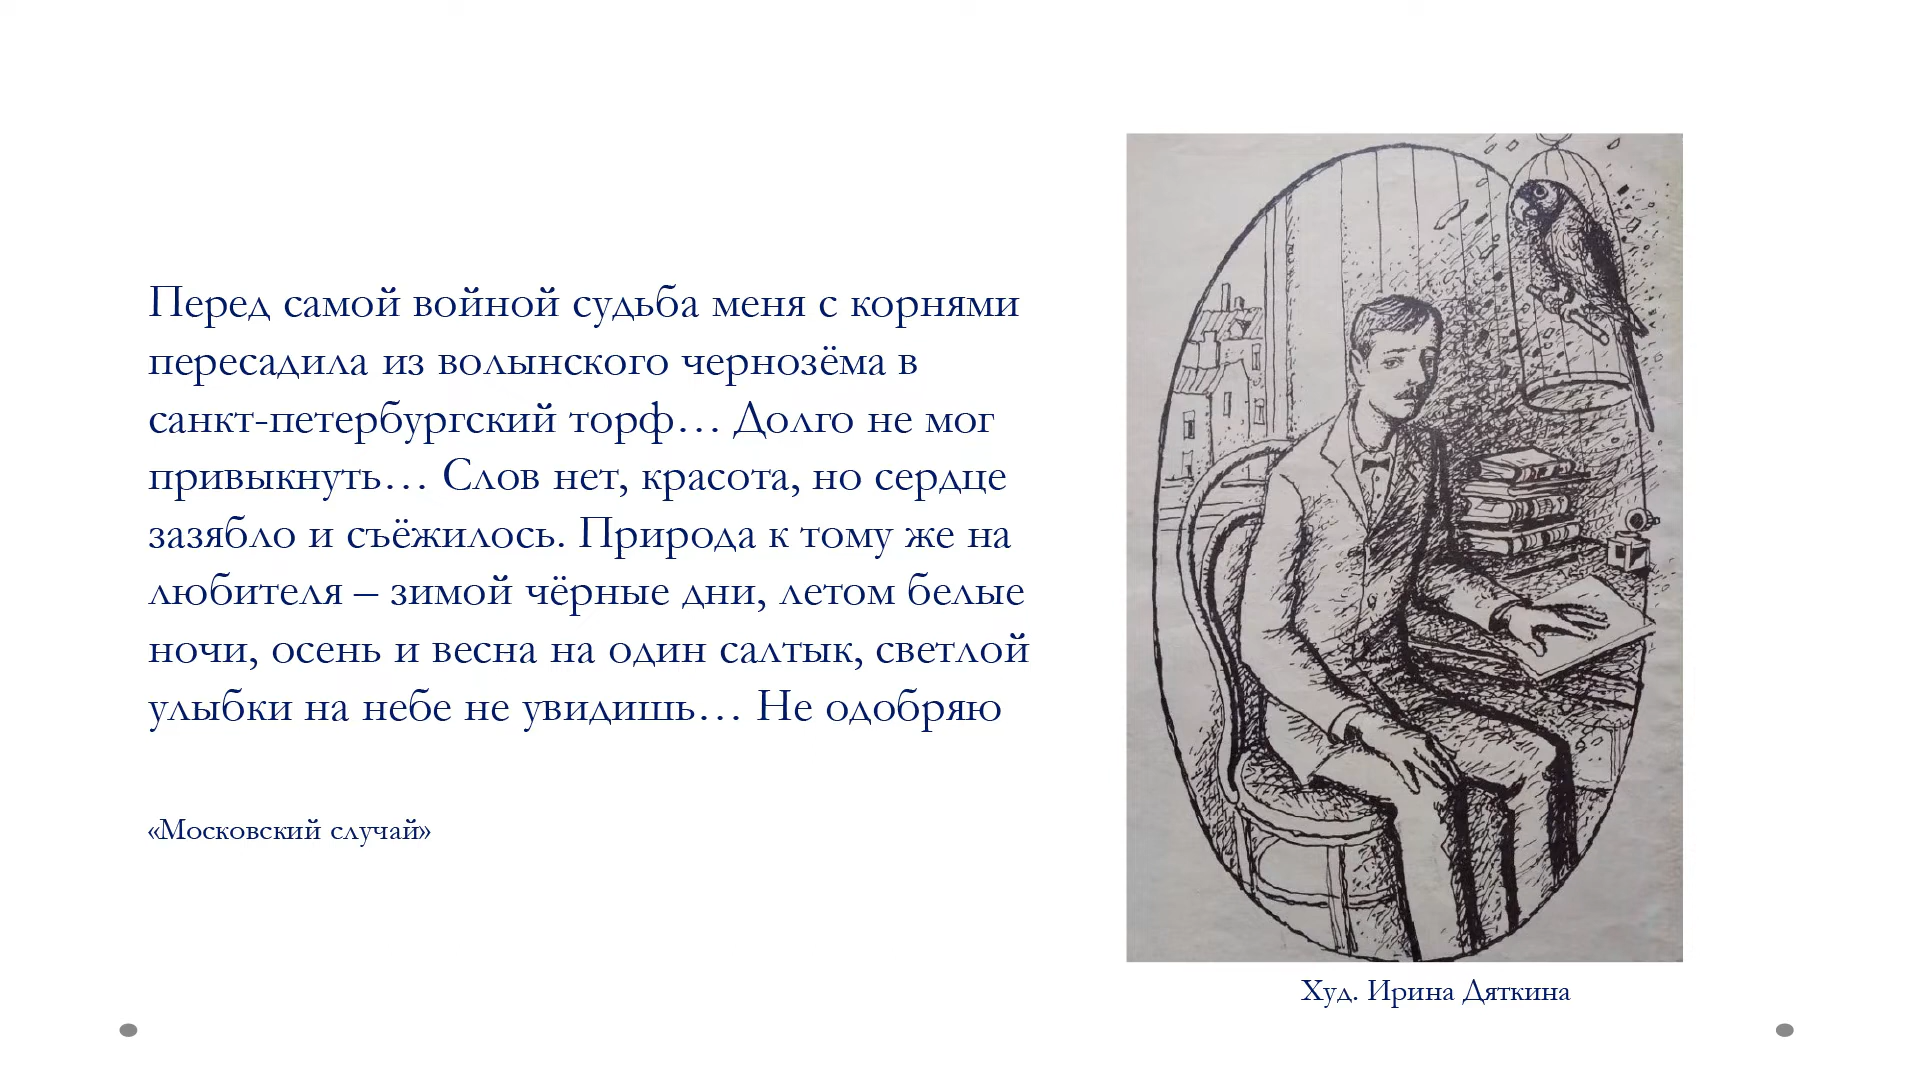 Перед самой войной судьба меня с корнями
пересадила из волынского чернозёма в
санкт-петербургский торф… Долго не мог
привыкнуть… Слов нет, красота, но сердце
зазябло и съёжилось. Природа к тому же на
любителя – зимой чёрные дни, летом белые
ночи, осень и весна на один салтык, светлой
улыбки на небе не увидишь… Не одобряю
«Московский случай»
Худ. Ирина Дяткина